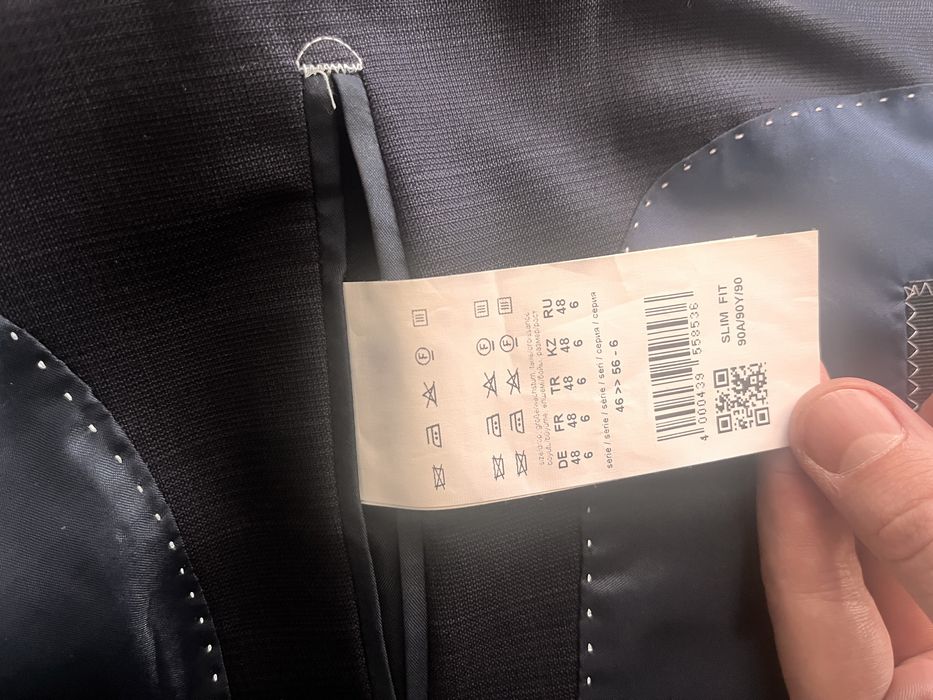 DE FR TR KZ RU
48 48 48 48 48
6 6 6 6 6
serie / serie / serie / seri / серия / серия
46 >> 56 - 6
4 000439 558536
SLIM FIT
90A/90Y/90